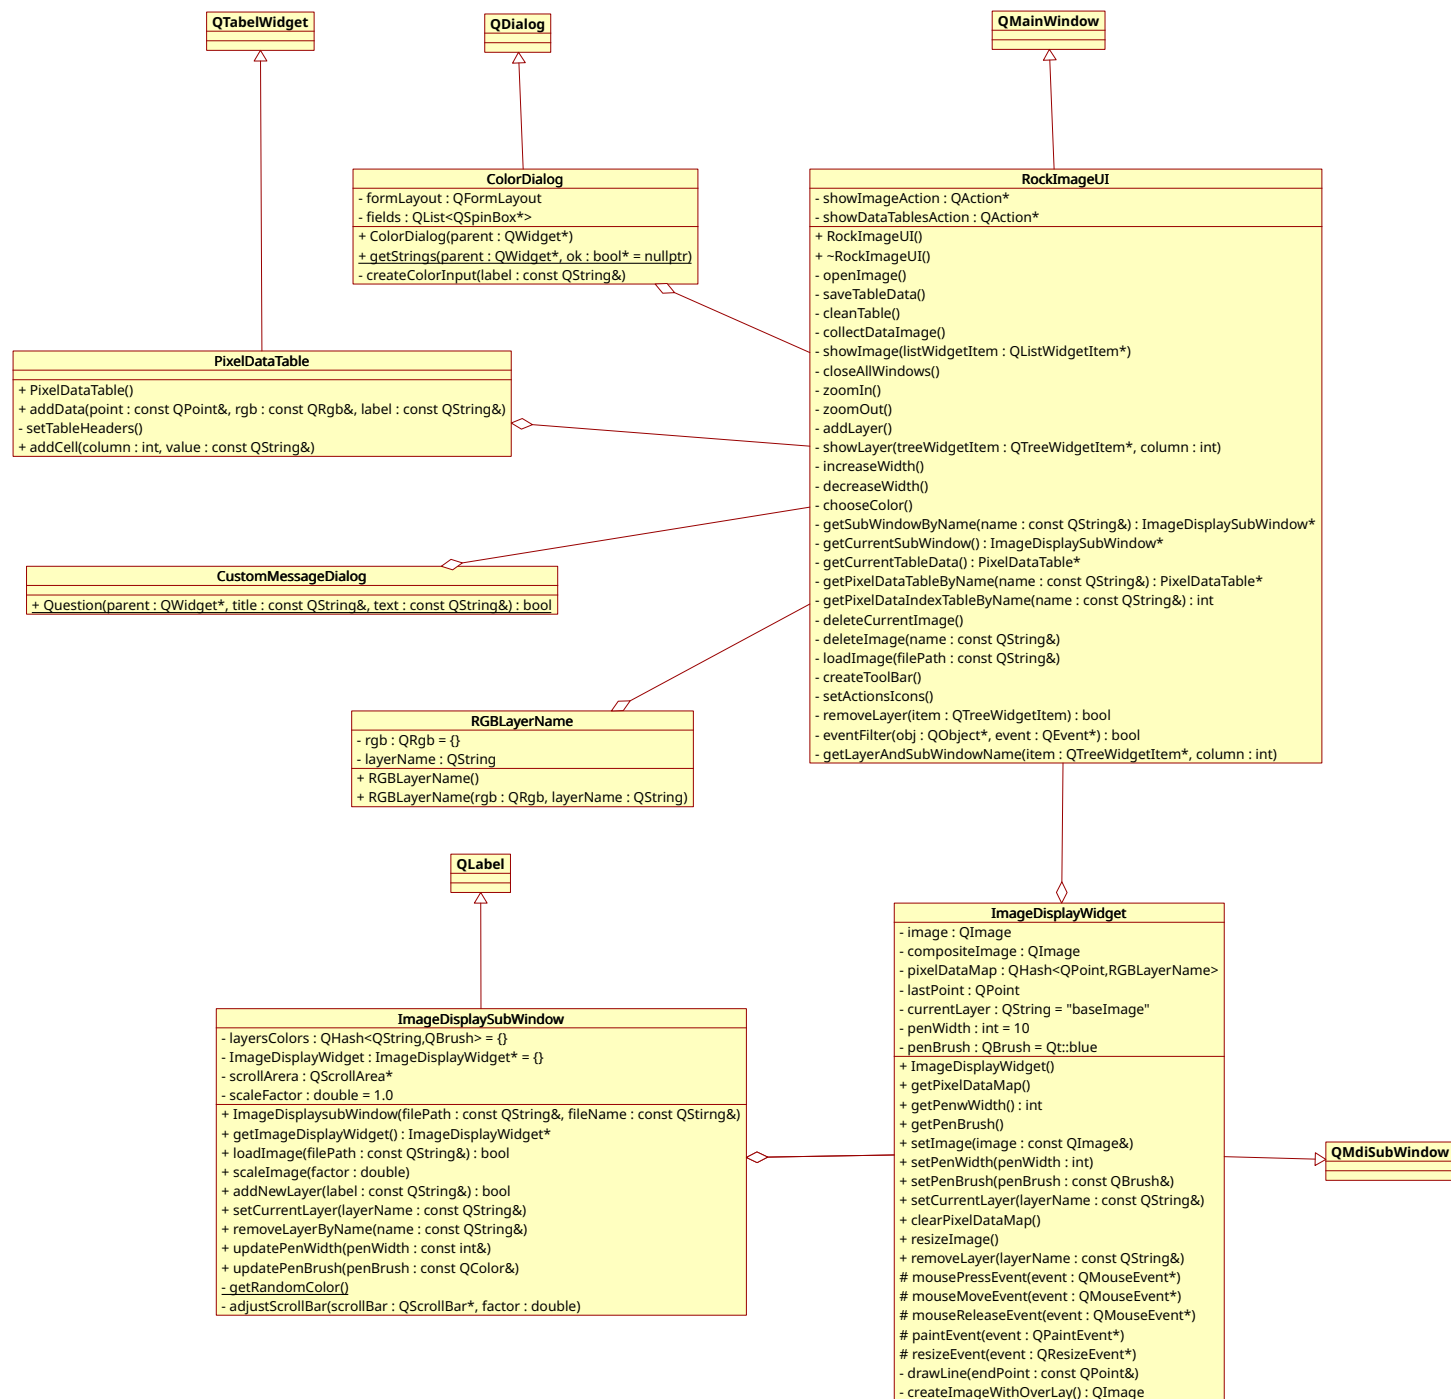 QTabelWidget
QDialog
QMainWindow
ColorDialog
- formLayout : QFormLayout
- fields : QList<QSpinBox*>
+ ColorDialog(parent : QWidget*)
+ getStrings(parent : QWidget*, ok : bool* = nullptr)
- createColorInput(label : const QString&)
RockImageUI
- showImageAction : QAction*
- showDataTablesAction : QAction*
+ RockImageUI()
+ ~RockImageUI()
- openImage()
- saveTableData()
- cleanTable()
- collectDataImage()
- showImage(listWidgetItem : QListWidgetItem*)
- closeAllWindows()
- zoomIn()
- zoomOut()
- addLayer()
- showLayer(treeWidgetItem : QTreeWidgetItem*, column : int)
- increaseWidth()
- decreaseWidth()
- chooseColor()
- getSubWindowByName(name : const QString&) : ImageDisplaySubWindow*
- getCurrentSubWindow() : ImageDisplaySubWindow*
- getCurrentTableData() : PixelDataTable*
- getPixelDataTableByName(name : const QString&) : PixelDataTable*
- getPixelDataIndexTableByName(name : const QString&) : int
- deleteCurrentImage()
- deleteImage(name : const QString&)
- loadImage(filePath : const QString&)
- createToolBar()
- setActionsIcons()
- removeLayer(item : QTreeWidgetItem) : bool
- eventFilter(obj : QObject*, event : QEvent*) : bool
- getLayerAndSubWindowName(item : QTreeWidgetItem*, column : int)
PixelDataTable
+ PixelDataTable()
+ addData(point : const QPoint&, rgb : const QRgb&, label : const QString&)
- setTableHeaders()
+ addCell(column : int, value : const QString&)
CustomMessageDialog
+ Question(parent : QWidget*, title : const QString&, text : const QString&) : bool
RGBLayerName
- rgb : QRgb = {}
- layerName : QString
+ RGBLayerName()
+ RGBLayerName(rgb : QRgb, layerName : QString)
QLabel
ImageDisplaySubWindow
- layersColors : QHash<QString,QBrush> = {}
- ImageDisplayWidget : ImageDisplayWidget* = {}
- scrollArera : QScrollArea*
- scaleFactor : double = 1.0
+ ImageDisplaysubWindow(filePath : const QString&, fileName : const QStirng&)
+ getImageDisplayWidget() : ImageDisplayWidget*
+ loadImage(filePath : const QString&) : bool
+ scaleImage(factor : double)
+ addNewLayer(label : const QString&) : bool
+ setCurrentLayer(layerName : const QString&)
+ removeLayerByName(name : const QString&)
+ updatePenWidth(penWidth : const int&)
+ updatePenBrush(penBrush : const QColor&)
- getRandomColor()
- adjustScrollBar(scrollBar : QScrollBar*, factor : double)
ImageDisplayWidget
- image : QImage
- compositeImage : QImage
- pixelDataMap : QHash<QPoint,RGBLayerName>
- lastPoint : QPoint
- currentLayer : QString = "baseImage"
- penWidth : int = 10
- penBrush : QBrush = Qt::blue
+ ImageDisplayWidget()
+ getPixelDataMap()
+ getPenwWidth() : int
+ getPenBrush()
+ setImage(image : const QImage&)
+ setPenWidth(penWidth : int)
+ setPenBrush(penBrush : const QBrush&)
+ setCurrentLayer(layerName : const QString&)
+ clearPixelDataMap()
+ resizeImage()
+ removeLayer(layerName : const QString&)
# mousePressEvent(event : QMouseEvent*)
# mouseMoveEvent(event : QMouseEvent*)
# mouseReleaseEvent(event : QMouseEvent*)
# paintEvent(event : QPaintEvent*)
# resizeEvent(event : QResizeEvent*)
- drawLine(endPoint : const QPoint&)
- createImageWithOverLay() : QImage
QMdiSubWindow